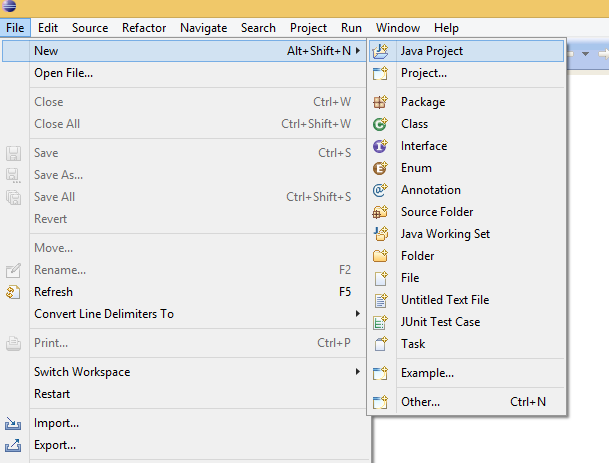 File Edit Source Refactor Navigate Search Project Run Window Help
New Alt+Shift+N
Open File...
Close Ctrl+W
Close All Ctrl+Shift+W
Save Ctrl+S
Save As...
Save All Ctrl+Shift+S
Revert
Move...
Rename... F2
Refresh F5
Convert Line Delimiters To
Print... Ctrl+P
Switch Workspace
Restart
Import...
Export...
Java Project
Project...
Package
Class
Interface
Enum
Annotation
Source Folder
Java Working Set
Folder
File
Untitled Text File
JUnit Test Case
Task
Example...
Other... Ctrl+N